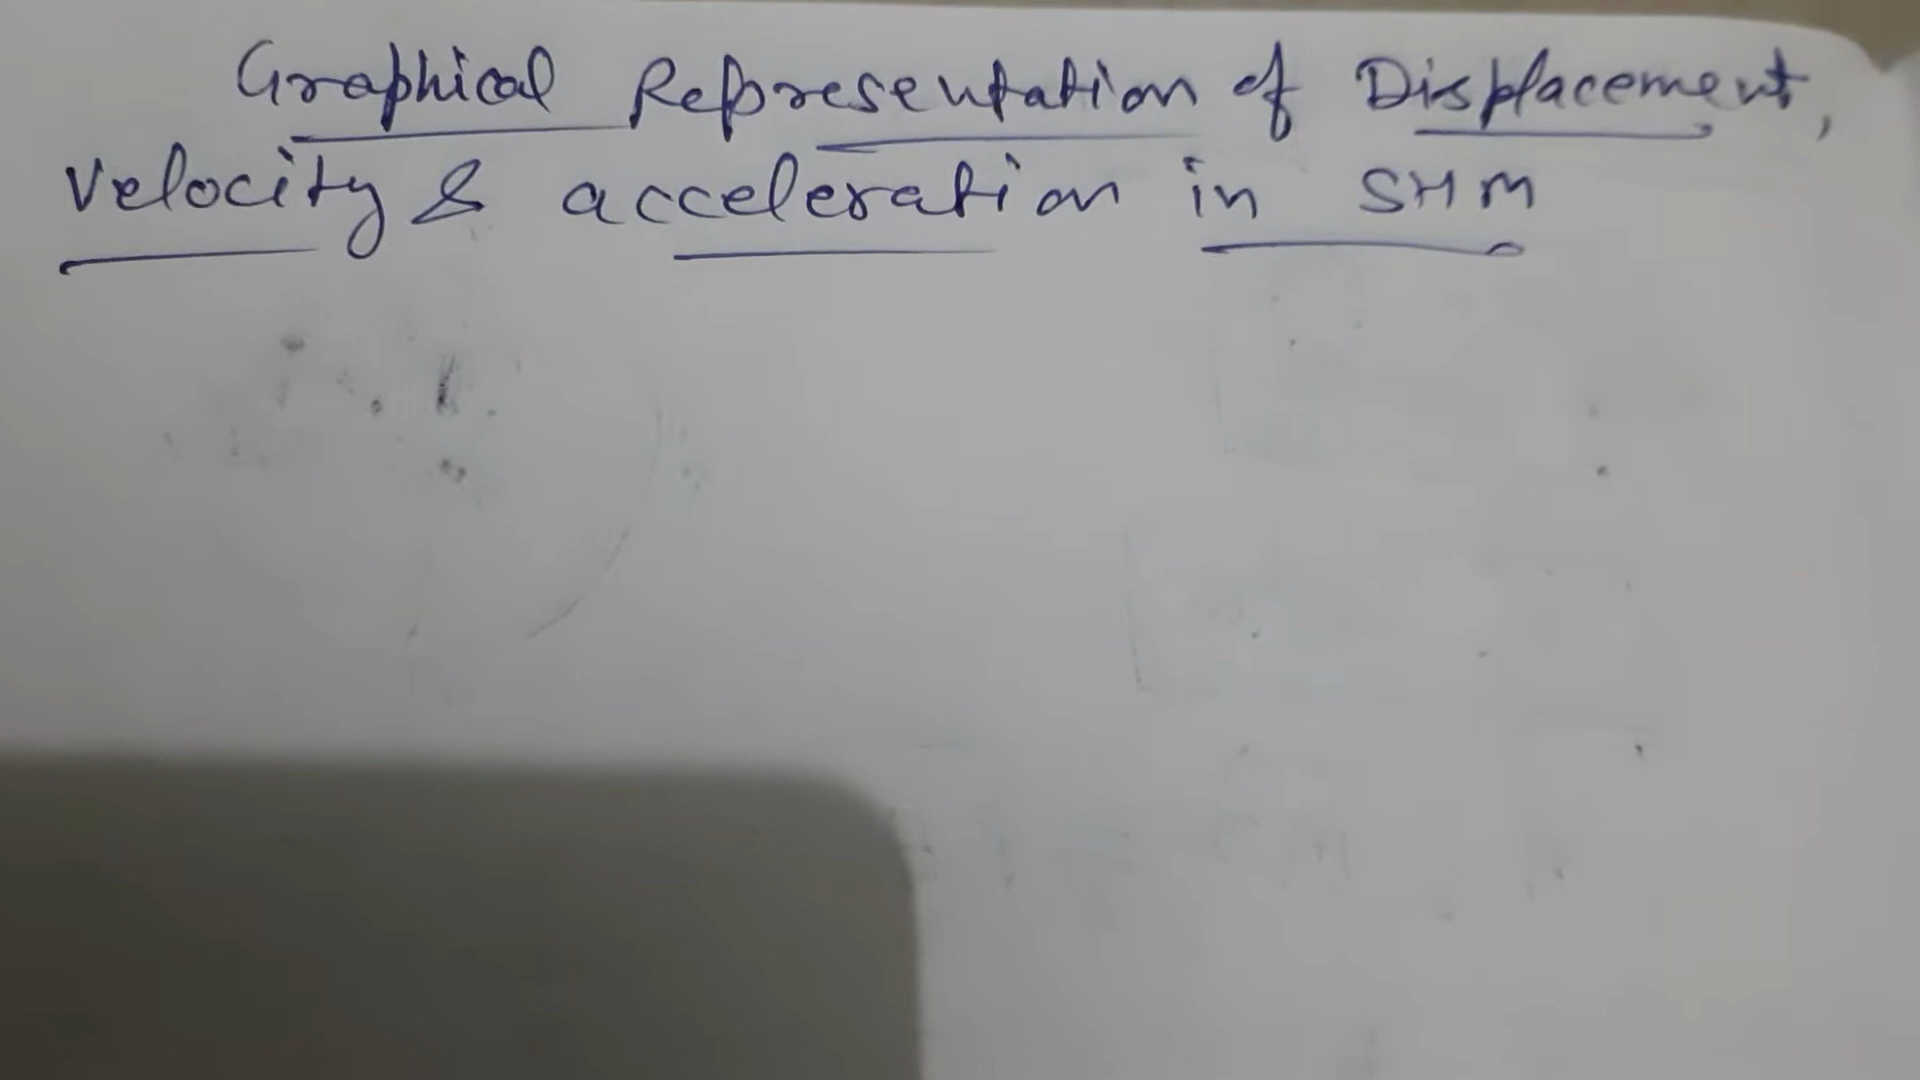 Graphical Representation of Displacement,
Velocity & acceleration in SHM